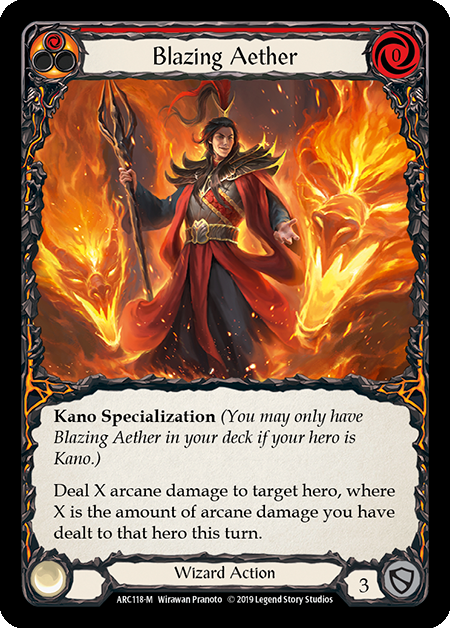 Blazing Aether
0
Kano Specialization (You may only have
Blazing Aether in your deck if your hero is
Kano.)
Deal X arcane damage to target hero, where
X is the amount of arcane damage you have
dealt to that hero this turn.
Wizard Action
3
ARC118-M Wirawan Pranoto © 2019 Legend Story Studios